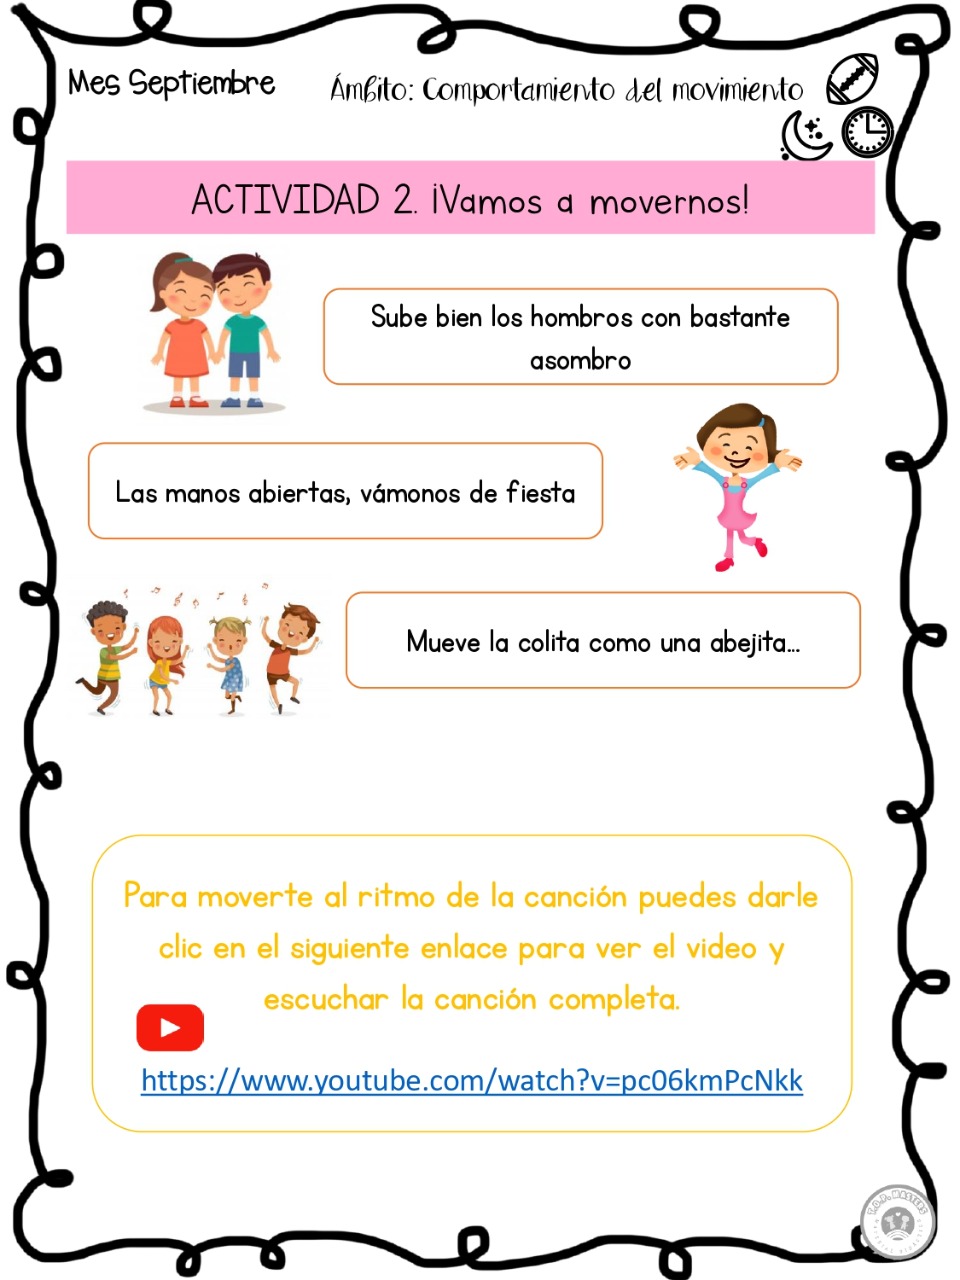 Mes Septiembre
Ámbito: Comportamiento del movimiento
ACTIVIDAD 2. ¡Vamos a movernos!
Sube bien los hombros con bastante
asombro
Las manos abiertas, vámonos de fiesta
Mueve la colita como una abejita...
Para moverte al ritmo de la canción puedes darle
clic en el siguiente enlace para ver el video y
escuchar la canción completa.
https://www.youtube.com/watch?v=pc06kmPcNkk